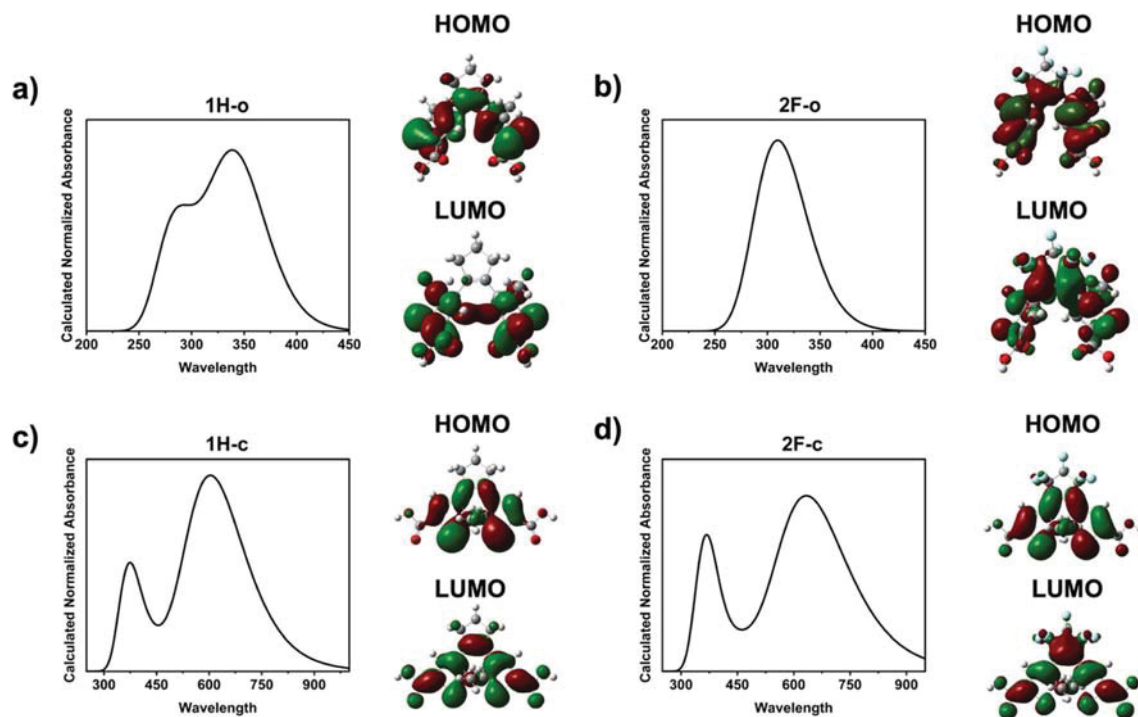 a)
1H-o
Calculated Normalized Absorbance
200 250 300 350 400 450
Wavelength
HOMO
LUMO
b)
2F-o
Calculated Normalized Absorbance
200 250 300 350 400 450
Wavelength
HOMO
LUMO
c)
1H-c
Calculated Normalized Absorbance
300 450 600 750 900
Wavelength
HOMO
LUMO
d)
2F-c
Calculated Normalized Absorbance
300 450 600 750 900
Wavelength
HOMO
LUMO